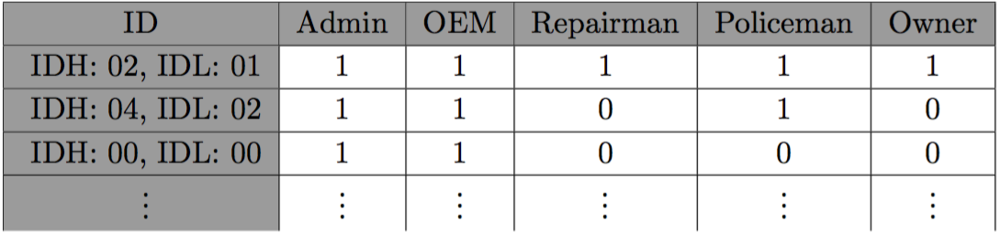 ID Admin OEM Repairman Policeman Owner
IDH: 02, IDL: 01 1 1 1 1 1
IDH: 04, IDL: 02 1 1 0 1 0
IDH: 00, IDL: 00 1 1 0 0 0
⋮ ⋮ ⋮ ⋮ ⋮ ⋮